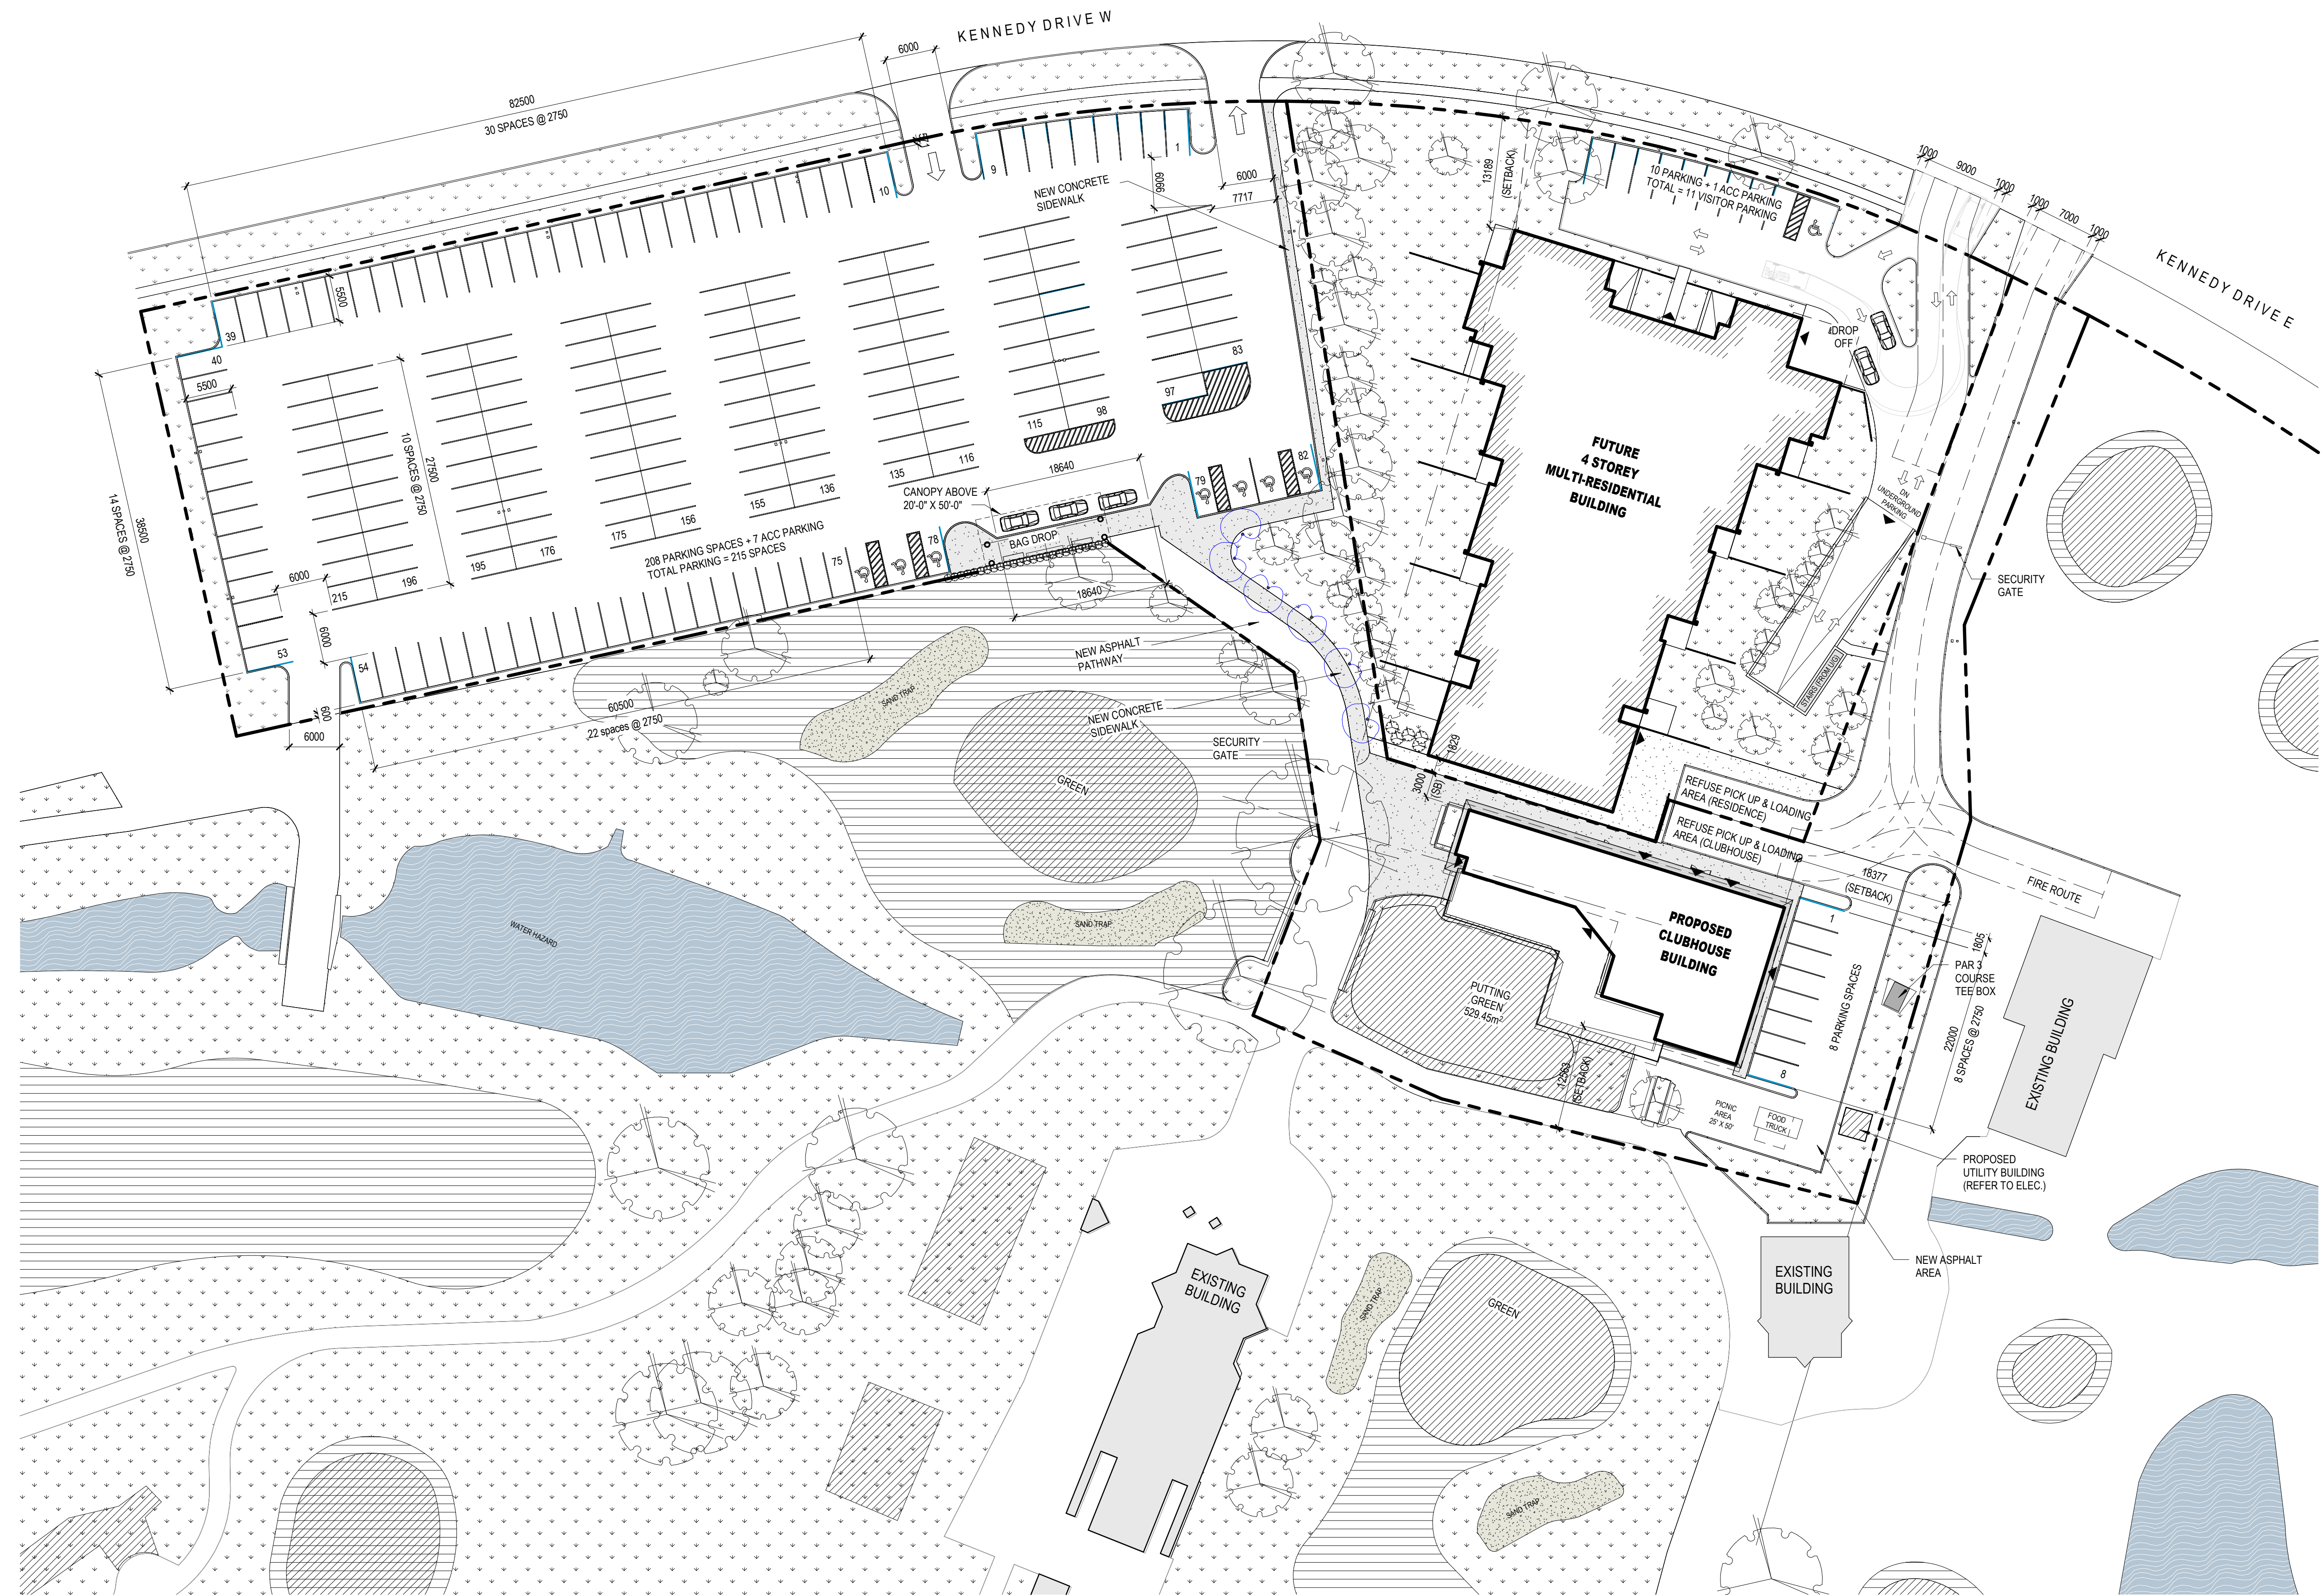 KENNEDY DRIVE W
6000
82500
30 SPACES @ 2750
1
9
10
NEW CONCRETE
SIDEWALK
6609
6000
7717
13189
(SETBACK)
10 PARKING + 1 ACC PARKING
TOTAL = 11 VISITOR PARKING
1000
9000
1000
1000
7000
1000
KENNEDY DRIVE E
5500
39
40
5500
14 SPACES @ 2750
38500
10 SPACES @ 2750
27500
83
97
98
115
116
135
136
155
156
175
176
195
196
215
6000
6000
53
54
600
6000
18640
CANOPY ABOVE
20'-0" X 50'-0"
BAG DROP
18640
208 PARKING SPACES + 7 ACC PARKING
TOTAL PARKING = 215 SPACES
75
78
79
82
DROP
OFF
FUTURE
4 STOREY
MULTI-RESIDENTIAL
BUILDING
DN
UNDERGROUND
PARKING
SECURITY
GATE
STAIRS (FROM U/G)
60500
22 spaces @ 2750
SAND TRAP
NEW ASPHALT
PATHWAY
NEW CONCRETE
SIDEWALK
SECURITY
GATE
GREEN
1829
3000
(SB)
REFUSE PICK UP & LOADING
AREA (RESIDENCE)
REFUSE PICK UP & LOADING
AREA (CLUBHOUSE)
18377
(SETBACK)
FIRE ROUTE
WATER HAZARD
SAND TRAP
PROPOSED
CLUBHOUSE
BUILDING
1
8 PARKING SPACES
8
1805
PAR 3
COURSE
TEE BOX
22000
8 SPACES @ 2750
EXISTING BUILDING
PUTTING
GREEN
529.45m²
12563
(SETBACK)
PICNIC
AREA
25' X 50'
FOOD
TRUCK
PROPOSED
UTILITY BUILDING
(REFER TO ELEC.)
NEW ASPHALT
AREA
EXISTING
BUILDING
EXISTING
BUILDING
SAND TRAP
GREEN
SAND TRAP